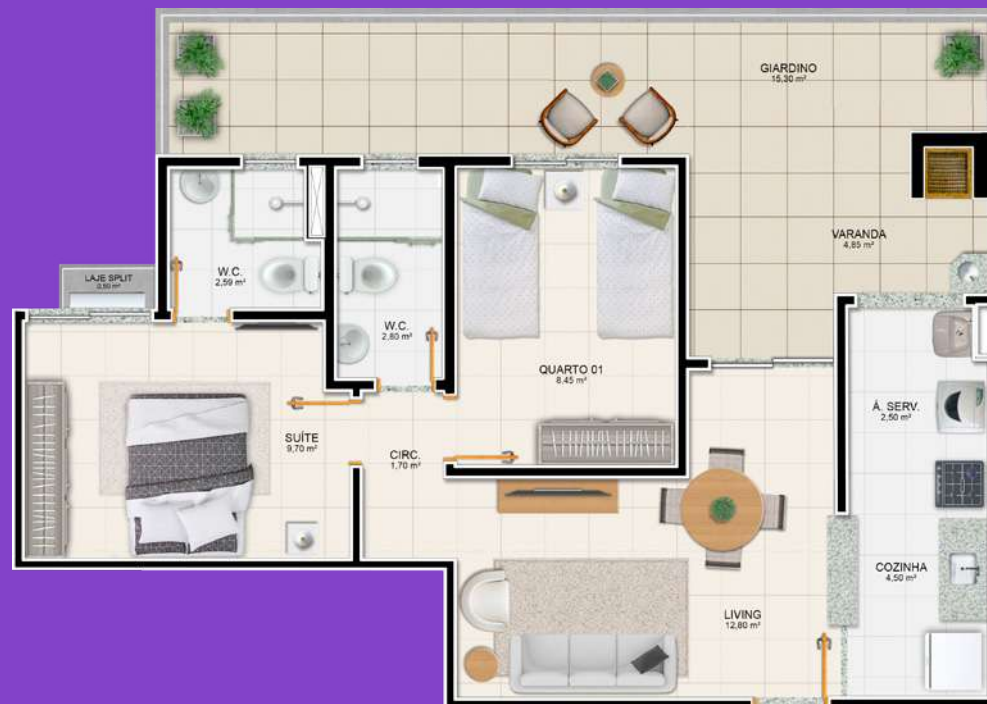 GIARDINO
15,30 m²
VARANDA
4,85 m²
W.C.
2,59 m²
LAJE SPLIT
0,50 m²
W.C.
2,80 m²
QUARTO 01
8,45 m²
Á. SERV.
2,50 m²
SUÍTE
9,70 m²
CIRC.
1,70 m²
COZINHA
4,50 m²
LIVING
12,80 m²